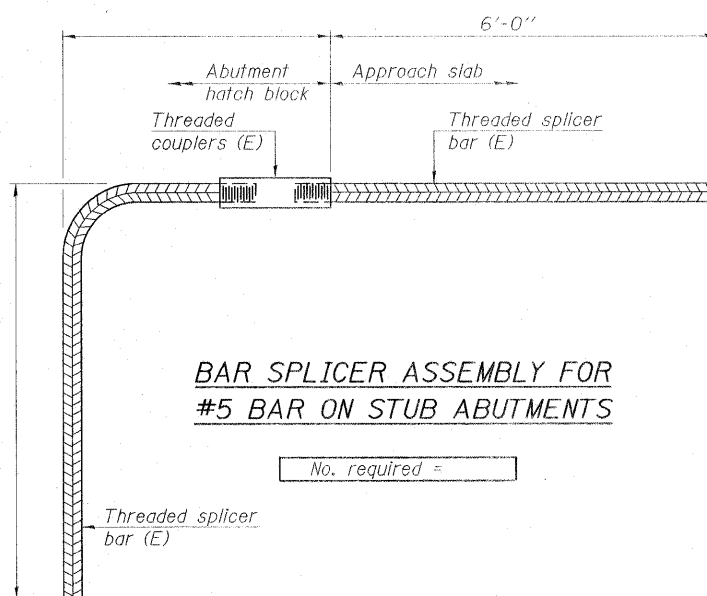 6'-0"
Abutment
hatch block
Approach slab
Threaded
couplers (E)
Threaded splicer
bar (E)
BAR SPLICER ASSEMBLY FOR
#5 BAR ON STUB ABUTMENTS
No. required =
Threaded splicer
bar (E)